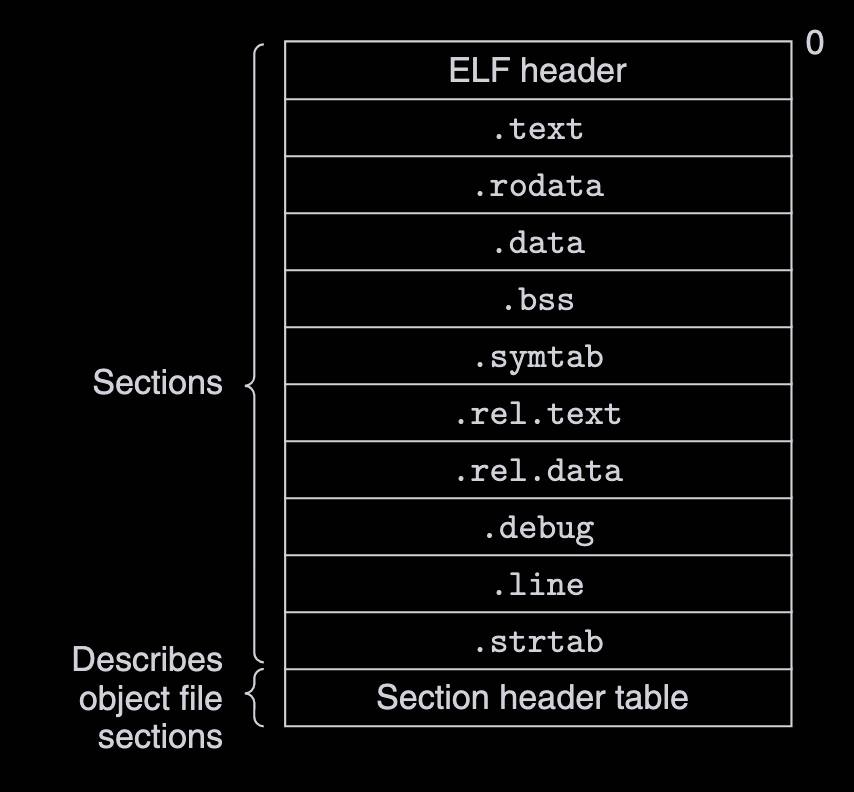 0
ELF header
.text
.rodata
.data
.bss
.symtab
Sections
.rel.text
.rel.data
.debug
.line
.strtab
Describes
object file
sections
Section header table